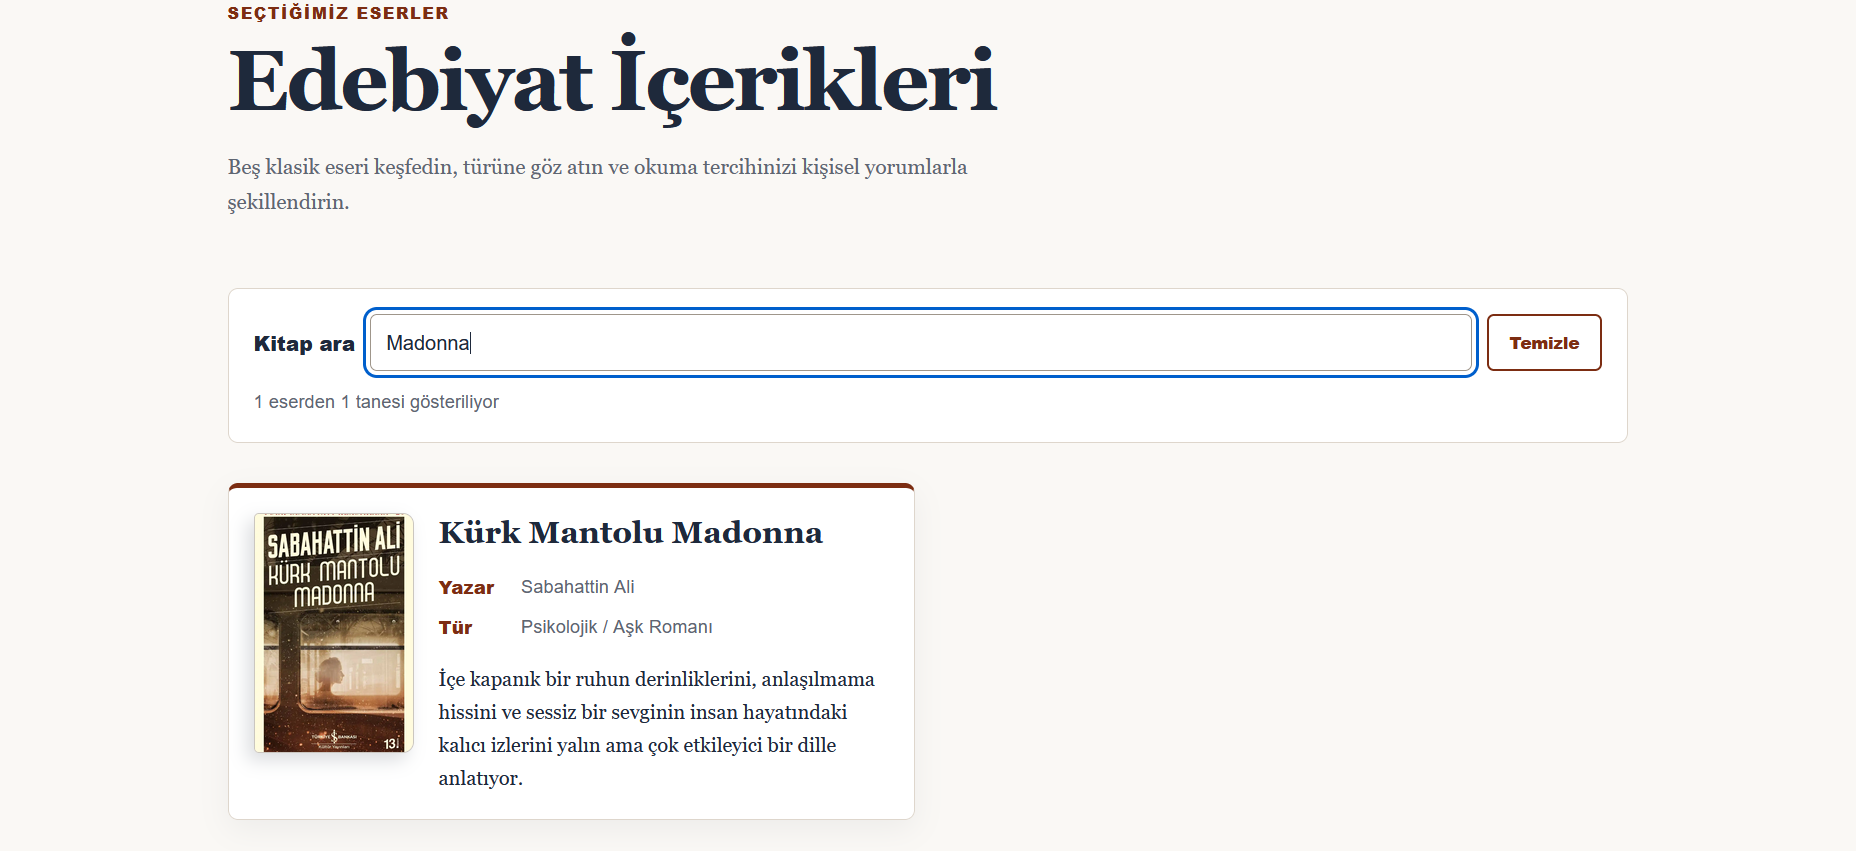 SEÇTİĞİMİZ ESERLER
Edebiyat İçerikleri
Beş klasik eseri keşfedin, türüne göz atın ve okuma tercihinizi kişisel yorumlarla
şekillendirin.
Kitap ara
Madonna
Temizle
1 eserden 1 tanesi gösteriliyor
SABAHATTİN ALİ
KÜRK MANTOLU
MADONNA
Kürk Mantolu Madonna
Yazar Sabahattin Ali
Tür Psikolojik / Aşk Romanı
İçe kapanık bir ruhun derinliklerini, anlaşılmama
hissini ve sessiz bir sevginin insan hayatındaki
kalıcı izlerini yalın ama çok etkileyici bir dille
anlatıyor.